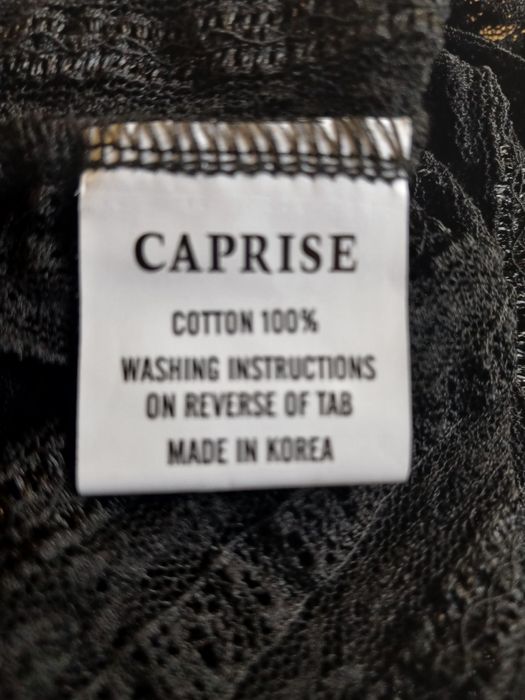 CAPRISE
COTTON 100%
WASHING INSTRUCTIONS
ON REVERSE OF TAB
MADE IN KOREA